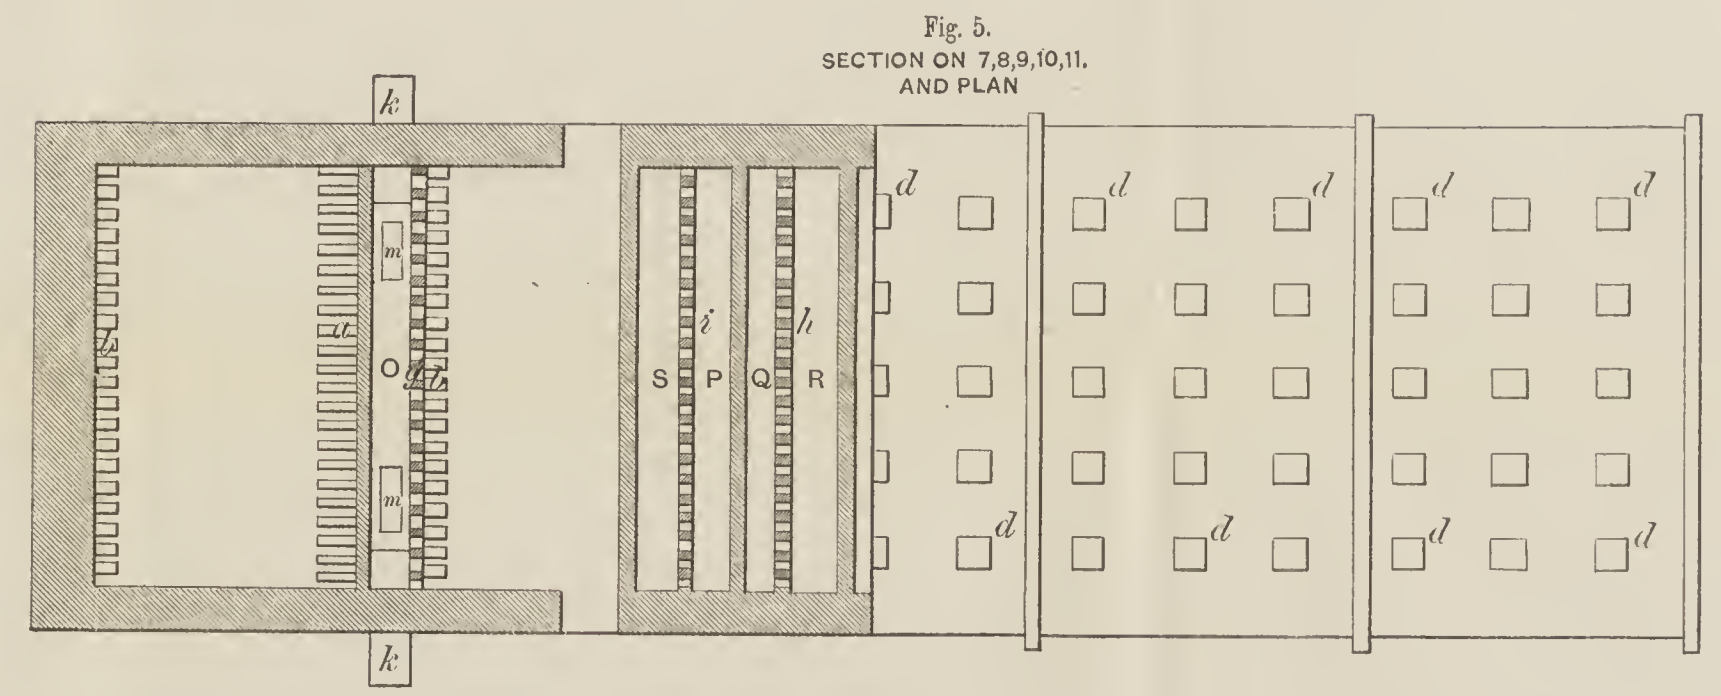 Fig. 5.
SECTION ON 7,8,9,10,11.
AND PLAN
k
d d d d d
m
b a i h
O g b S P Q R
m
d d d d
k